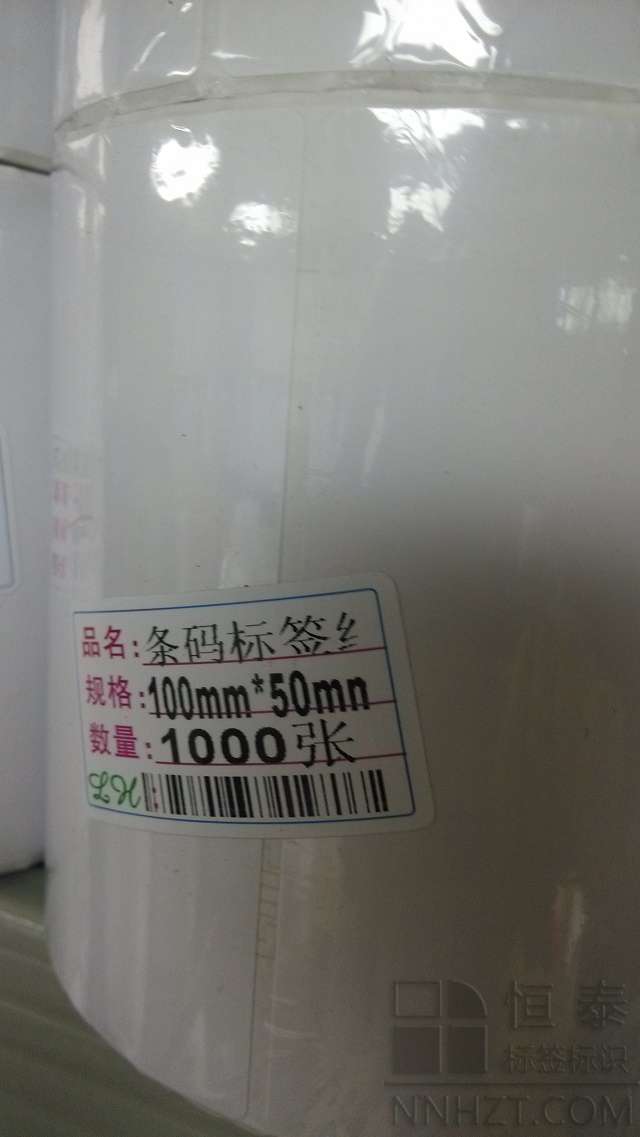 品名:条码标签纟
规格:100mm*50mn
数量:1000张
LH
恒泰
标签标识
NNHZT.COM